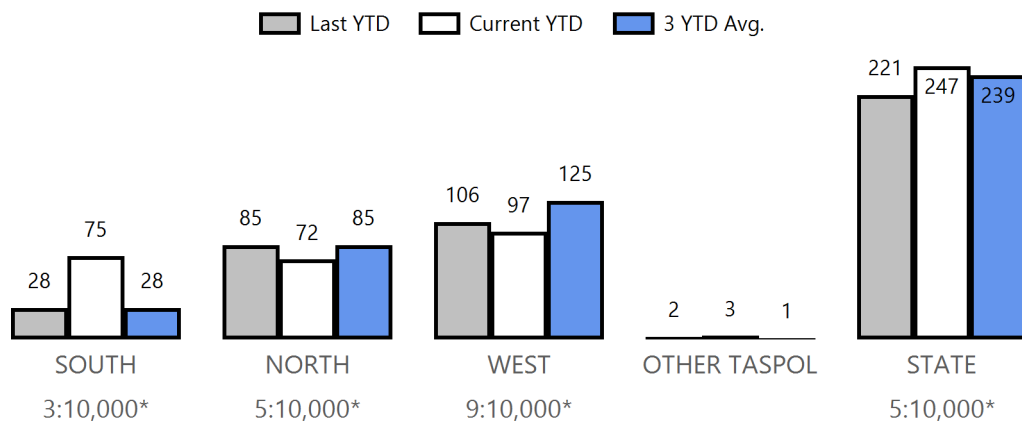 Last YTD Current YTD 3 YTD Avg.
221 247 239
106 97 125
85 72 85
28 75 28
2 3 1
SOUTH NORTH WEST OTHER TASPOL STATE
3:10,000* 5:10,000* 9:10,000* 5:10,000*